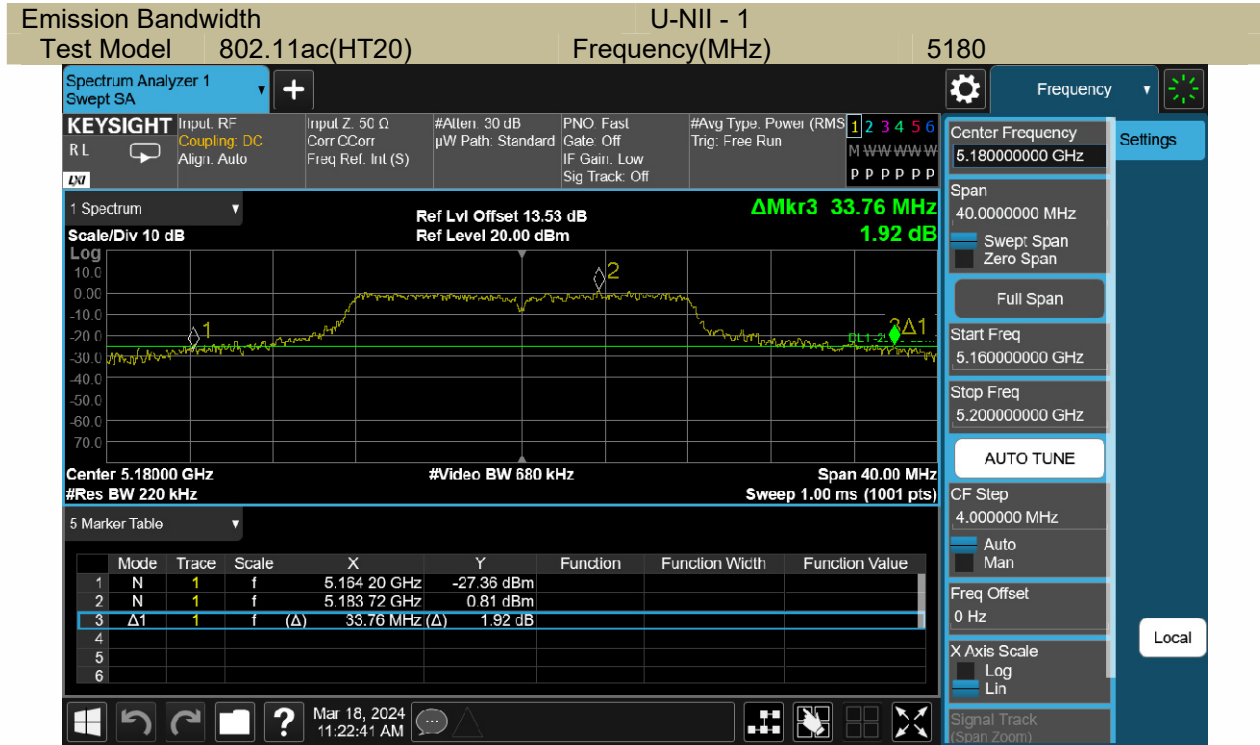 Emission Bandwidth U-NII - 1
Test Model 802.11ac(HT20) Frequency(MHz) 5180
Spectrum Analyzer 1
Swept SA
+
Frequency
KEYSIGHT
RL
LXI
Input: RF
Coupling: DC
Align: Auto
Input Z: 50 Ω
Corr CCorr
Freq Ref: Int (S)
#Atten: 30 dB
µW Path: Standard
PNO: Fast
Gate: Off
IF Gain: Low
Sig Track: Off
#Avg Type: Power (RMS
Trig: Free Run
1 2 3 4 5 6
M W W W W W
P P P P P P
Center Frequency
5.180000000 GHz
Settings
Span
40.0000000 MHz
Swept Span
Zero Span
Full Span
Start Freq
5.160000000 GHz
Stop Freq
5.200000000 GHz
AUTO TUNE
CF Step
4.000000 MHz
Auto
Man
Freq Offset
0 Hz
X Axis Scale
Log
Lin
Signal Track
(Span Zoom)
Local
1 Spectrum
Scale/Div 10 dB
Ref Lvl Offset 13.53 dB
Ref Level 20.00 dBm
ΔMkr3 33.76 MHz
1.92 dB
Log
10.0
0.00
-10.0
-20.0
-30.0
-40.0
-50.0
-60.0
70.0
1
2
3Δ1
Center 5.18000 GHz #Video BW 680 kHz Span 40.00 MHz
#Res BW 220 kHz Sweep 1.00 ms (1001 pts)
5 Marker Table
Mode Trace Scale X Y Function Function Width Function Value
1 N 1 f 5.164 20 GHz -27.36 dBm
2 N 1 f 5.183 72 GHz 0.81 dBm
3 Δ1 1 f (Δ) 33.76 MHz (Δ) 1.92 dB
4
5
6
?
Mar 18, 2024
11:22:41 AM